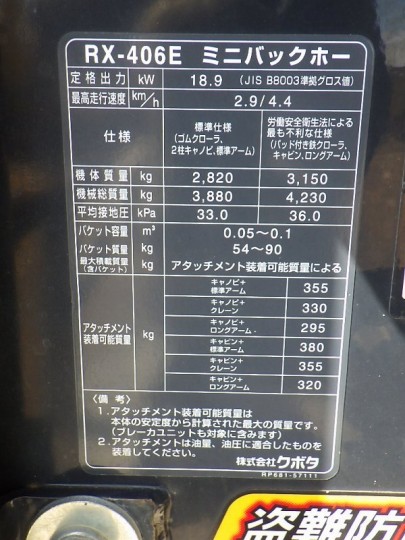 RX-406E ミニバックホー
定格出力 kW 18.9 (JIS B8003準拠グロス値)
最高走行速度 km/h 2.9/4.4
仕様
標準仕様
(ゴムクローラ、
2柱キャノピ、標準アーム)
労働安全衛生法による
最も不利な仕様
(パッド付き鉄クローラ、
キャビン、ロングアーム)
機体質量 kg 2,820 3,150
機械総質量 kg 3,880 4,230
平均接地圧 kPa 33.0 36.0
バケット容量 m³ 0.05〜0.1
バケット質量 kg 54〜90
最大積載質量
(含バケット)
kg アタッチメント装着可能質量による
アタッチメント
装着可能質量
kg
キャノピ+
標準アーム
355
キャノピ+
クレーン
330
キャノピ+
ロングアーム
295
キャビン+
標準アーム
380
キャビン+
クレーン
355
キャビン+
ロングアーム
320
〈備考〉
1.アタッチメント装着可能質量は
本体の安定度から計算された最大の質量です。
(ブレーカユニットも対象に含みます)
2.アタッチメントは油量、油圧に適合したものを
装着してください。
株式会社クボタ
RP681-57111
盗難防